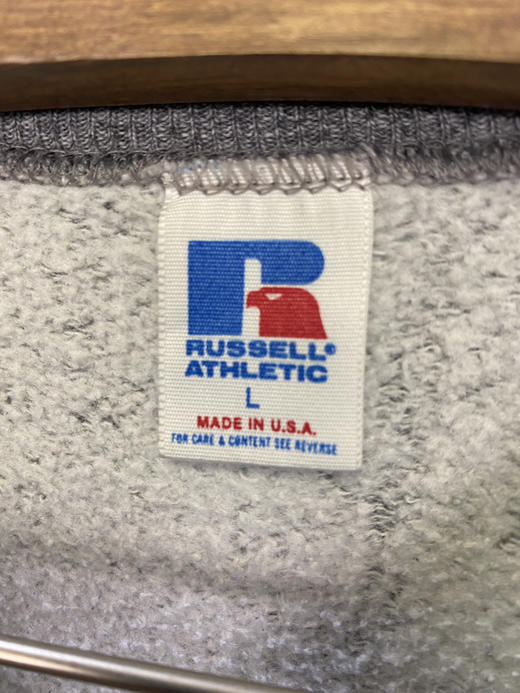 RUSSELL®
ATHLETIC
L
MADE IN U.S.A.
FOR CARE & CONTENT SEE REVERSE